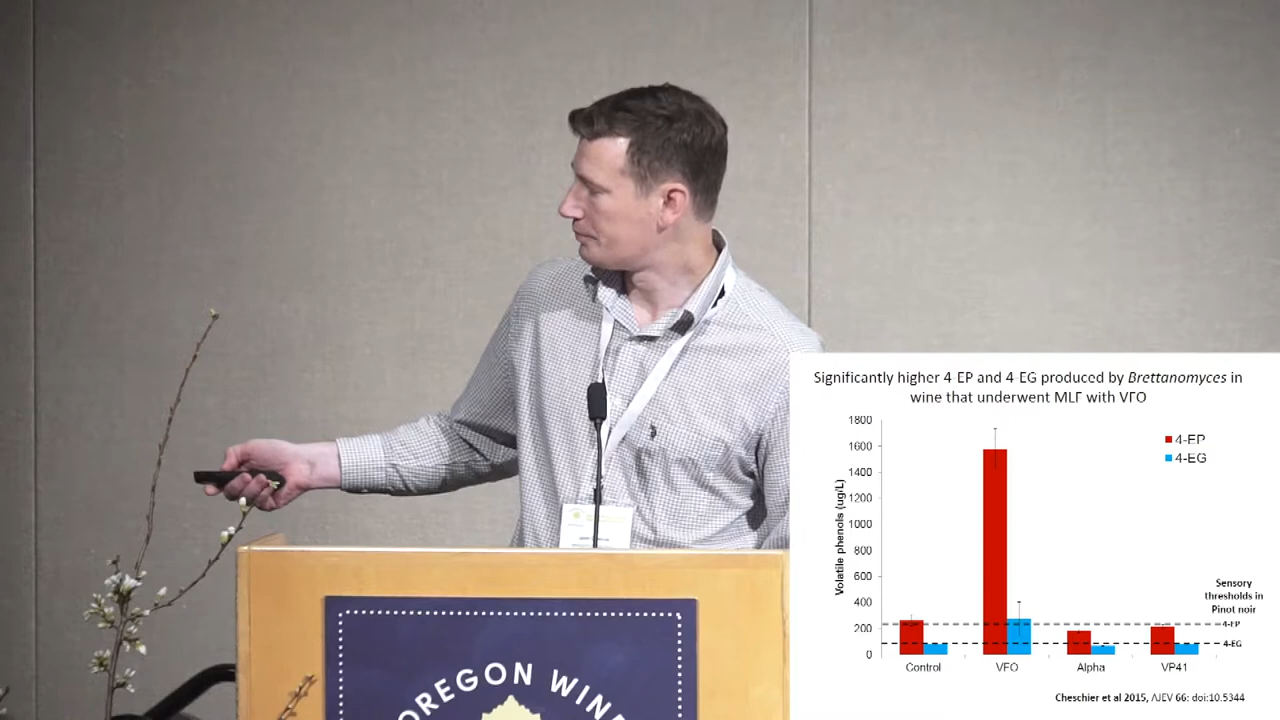 Significantly higher 4-EP and 4-EG produced by Brettanomyces in
wine that underwent MLF with VFO
1800
1600
1400
1200
1000
800
600
400
200
0
Volatile phenols (ug/L)
4-EP
4-EG
Sensory
thresholds in
Pinot noir
4-EP
4-EG
Control
VFO
Alpha
VP41
Cheschier et al 2015, AJEV 66: doi:10.5344
OREGON WINE